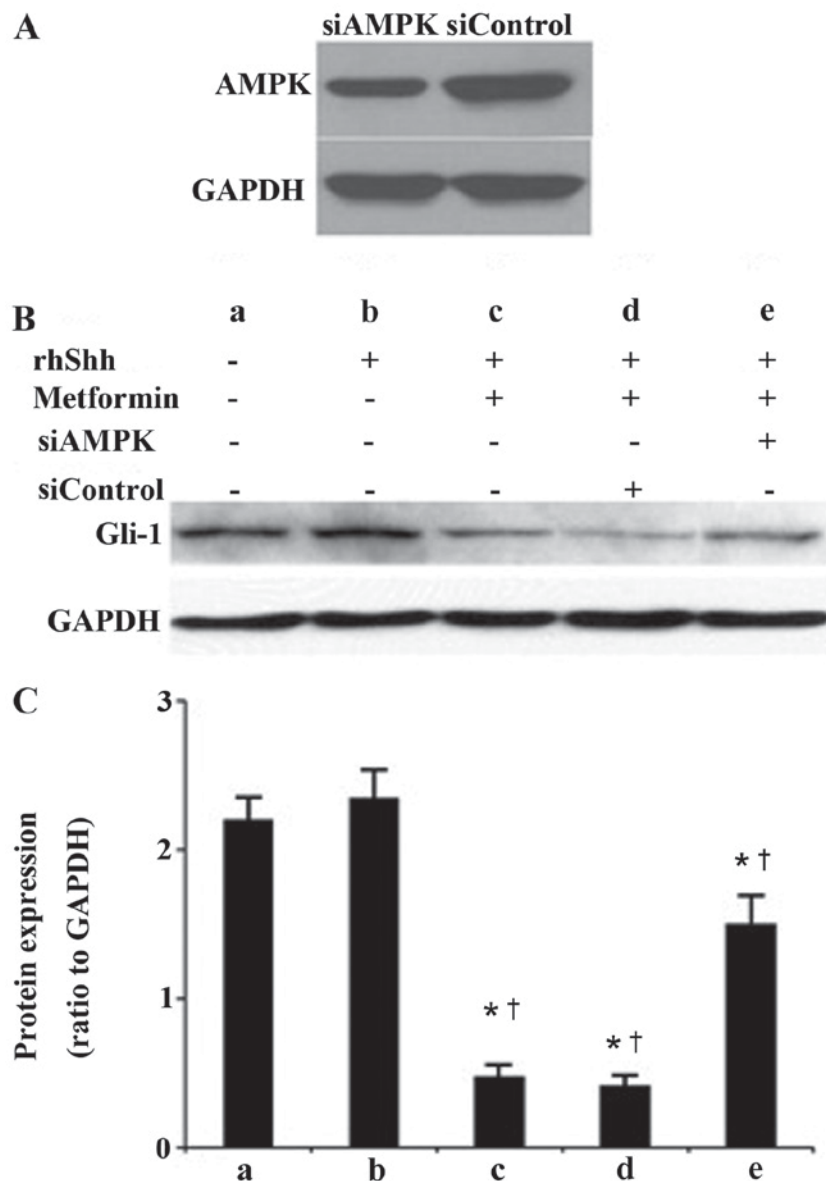 A
siAMPK siControl
AMPK
GAPDH
B
a b c d e
rhShh - + + + +
Metformin - - + + +
siAMPK - - - - +
siControl - - - + -
Gli-1
GAPDH
C
Protein expression
(ratio to GAPDH)
3
2
* †
* †
* †
1
0
a b c d e